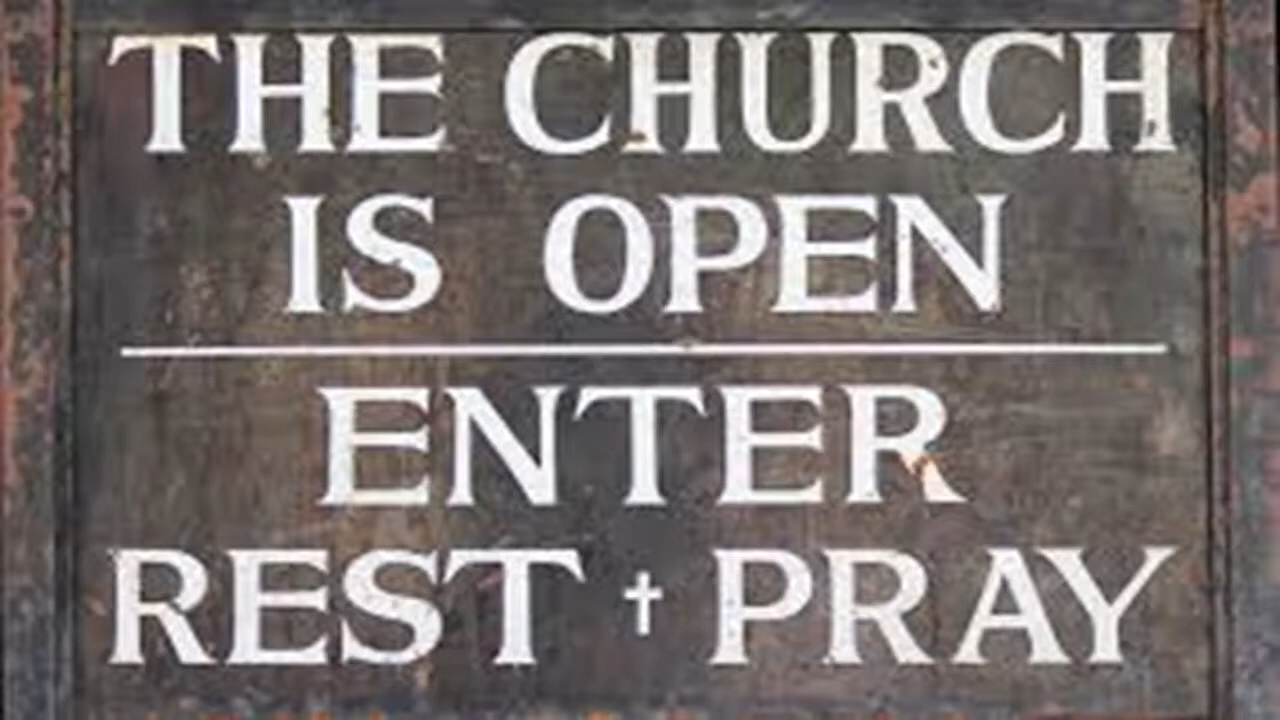 THE CHURCH
IS OPEN
ENTER
REST † PRAY